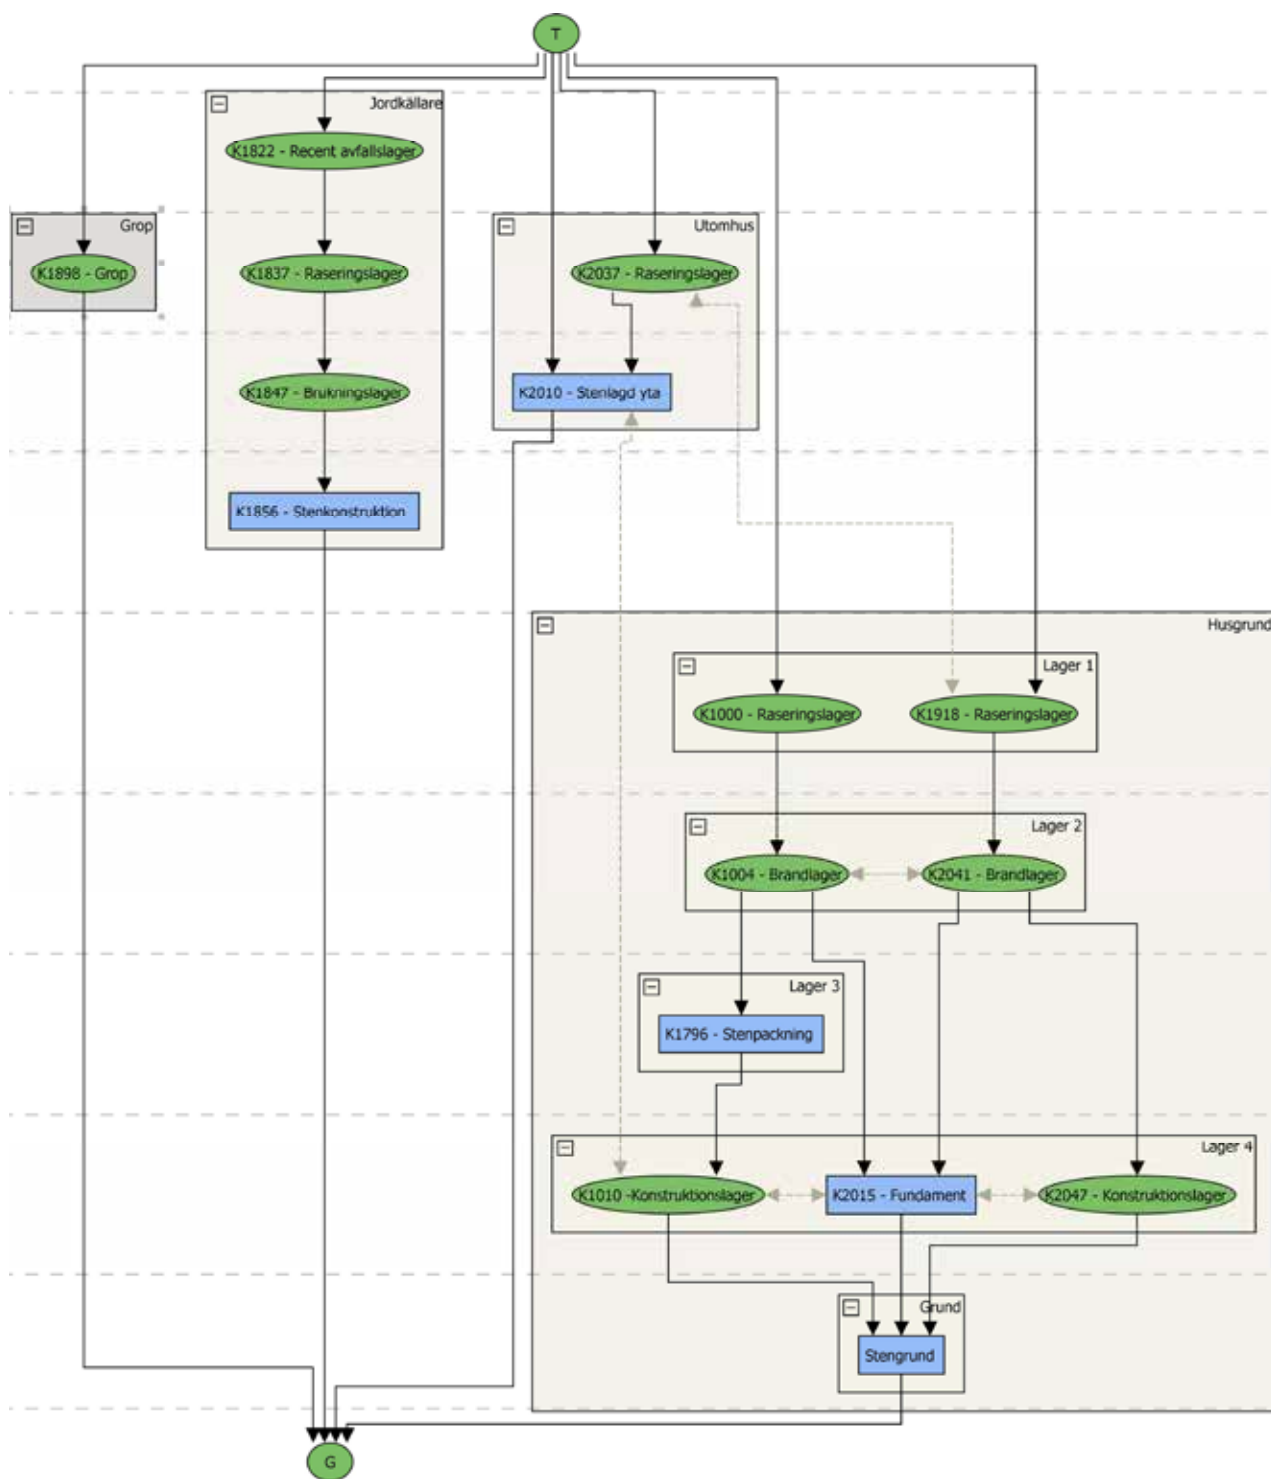 T
Jordkällare
K1822 - Recent avfallslager
Grop
Utomhus
K1898 - Grop
K1837 - Raseringslager
K2037 - Raseringslager
K1847 - Brukningslager
K2010 - Stenlagd yta
K1856 - Stenkonstruktion
Husgrund
Lager 1
K1000 - Raseringslager
K1918 - Raseringslager
Lager 2
K1004 - Brandlager
K2041 - Brandlager
Lager 3
K1796 - Stenpackning
Lager 4
K1010 -Konstruktionslager
K2015 - Fundament
K2047 - Konstruktionslager
Grund
Stengrund
G